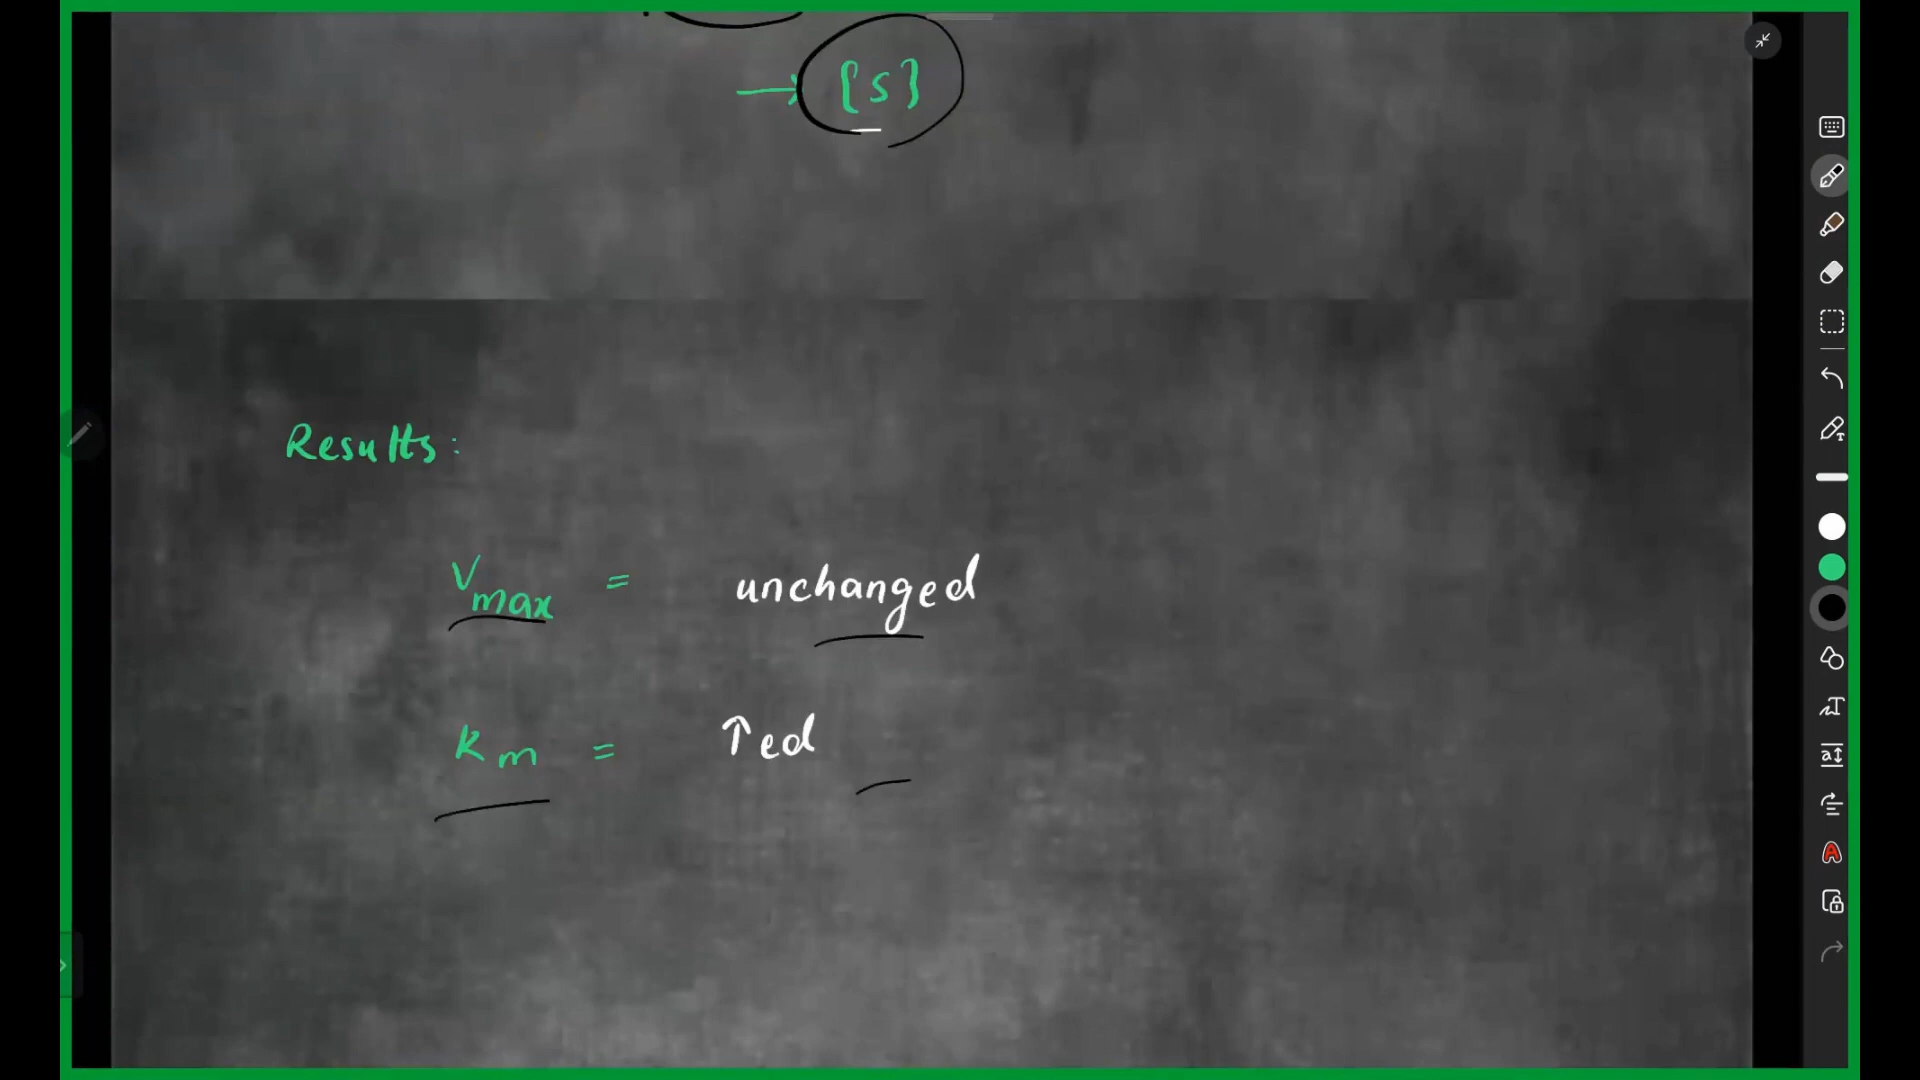 → [S]
Results:
Vmax = unchanged
Km = ↑ed